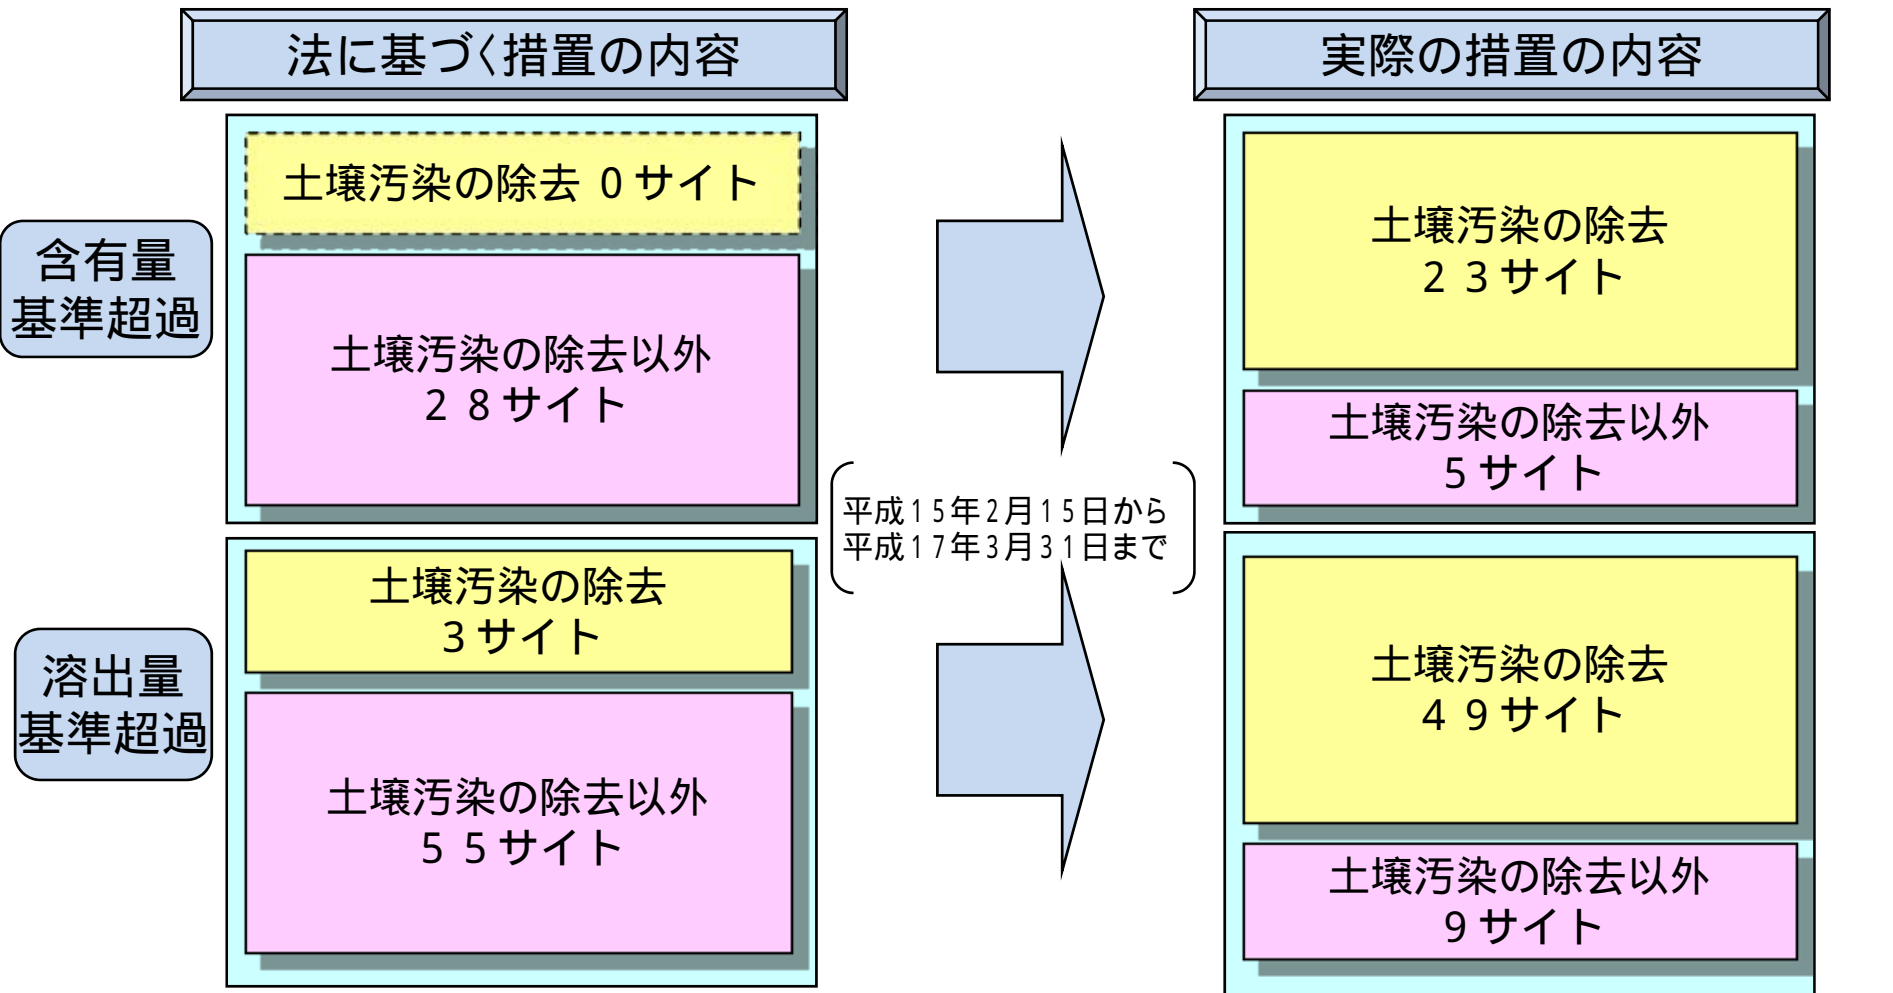 法に基づく措置の内容
実際の措置の内容
含有量
基準超過
土壌汚染の除去 0サイト
土壌汚染の除去以外
28サイト
土壌汚染の除去
23サイト
土壌汚染の除去以外
5サイト
平成15年2月15日から
平成17年3月31日まで
溶出量
基準超過
土壌汚染の除去
3サイト
土壌汚染の除去以外
55サイト
土壌汚染の除去
49サイト
土壌汚染の除去以外
9サイト